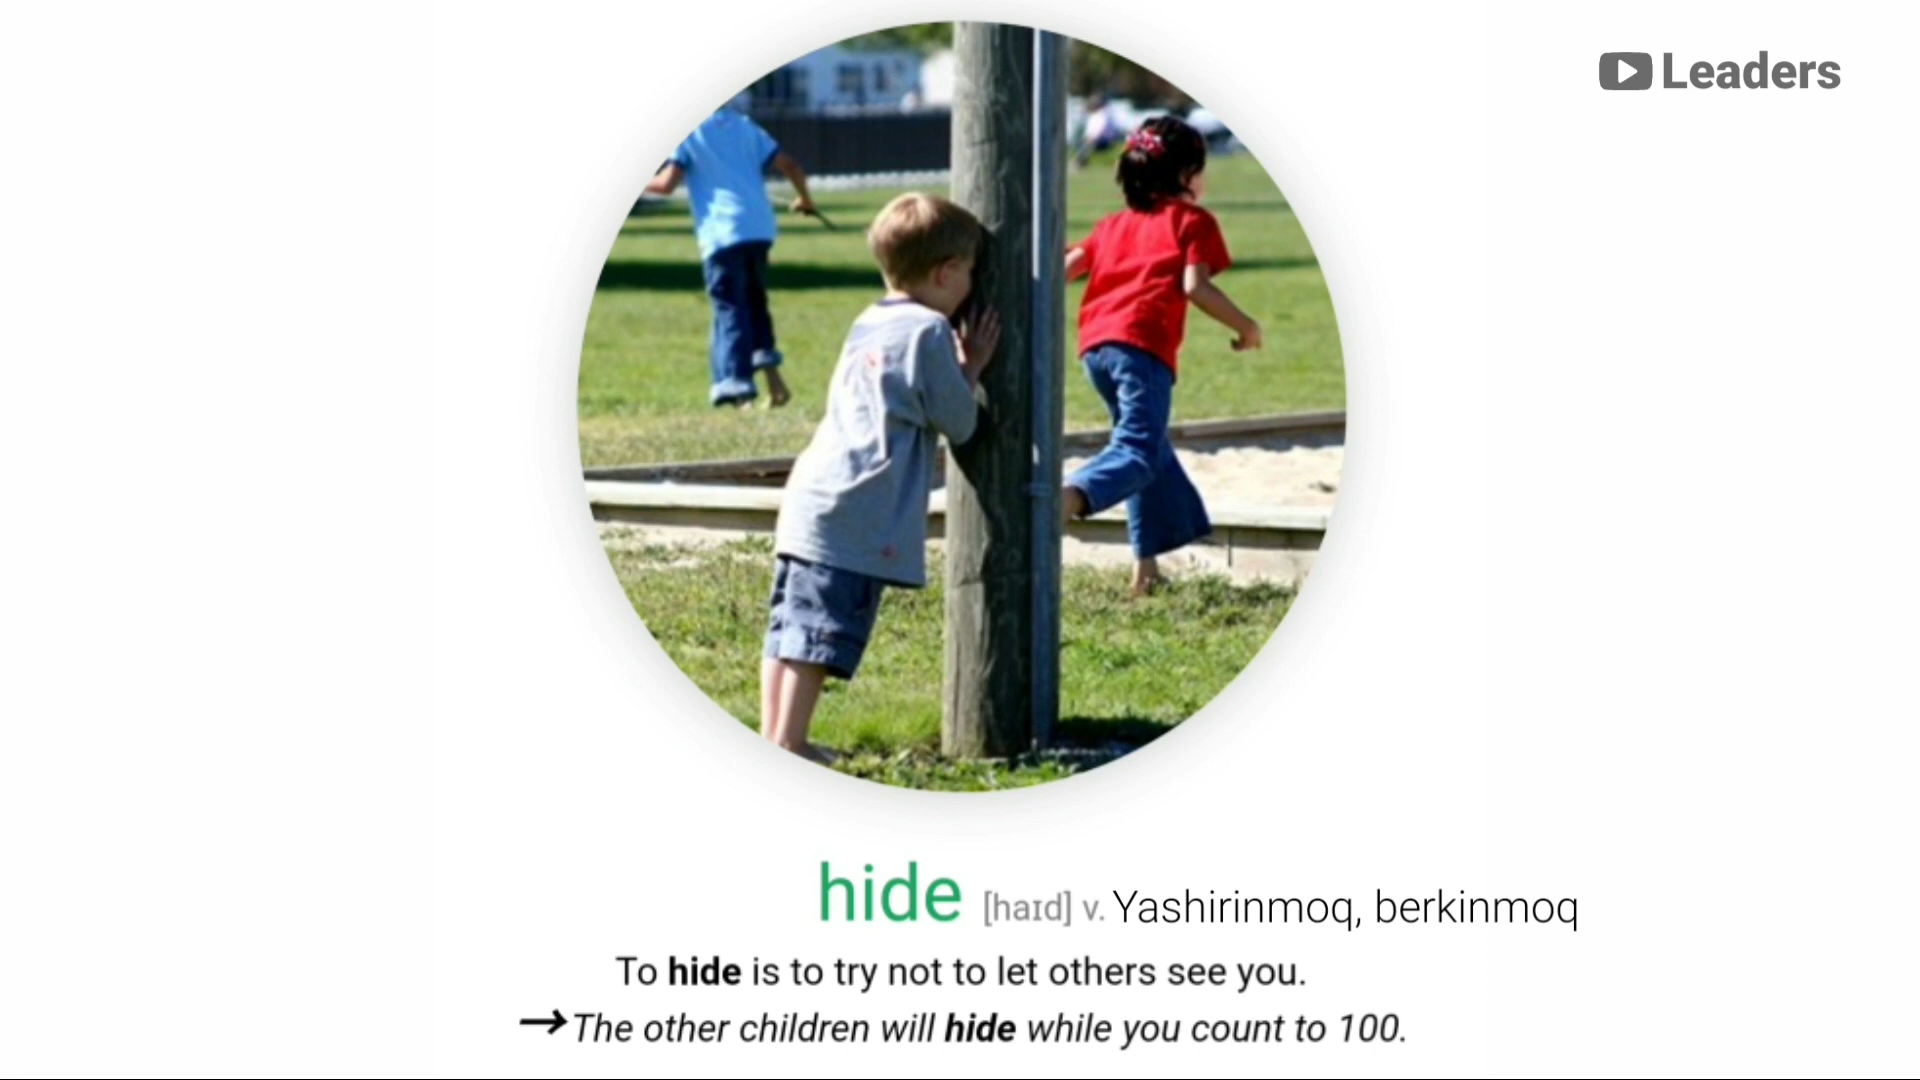 Leaders
hide [haɪd] v. Yashirinmoq, berkinmoq
To hide is to try not to let others see you.
→The other children will hide while you count to 100.